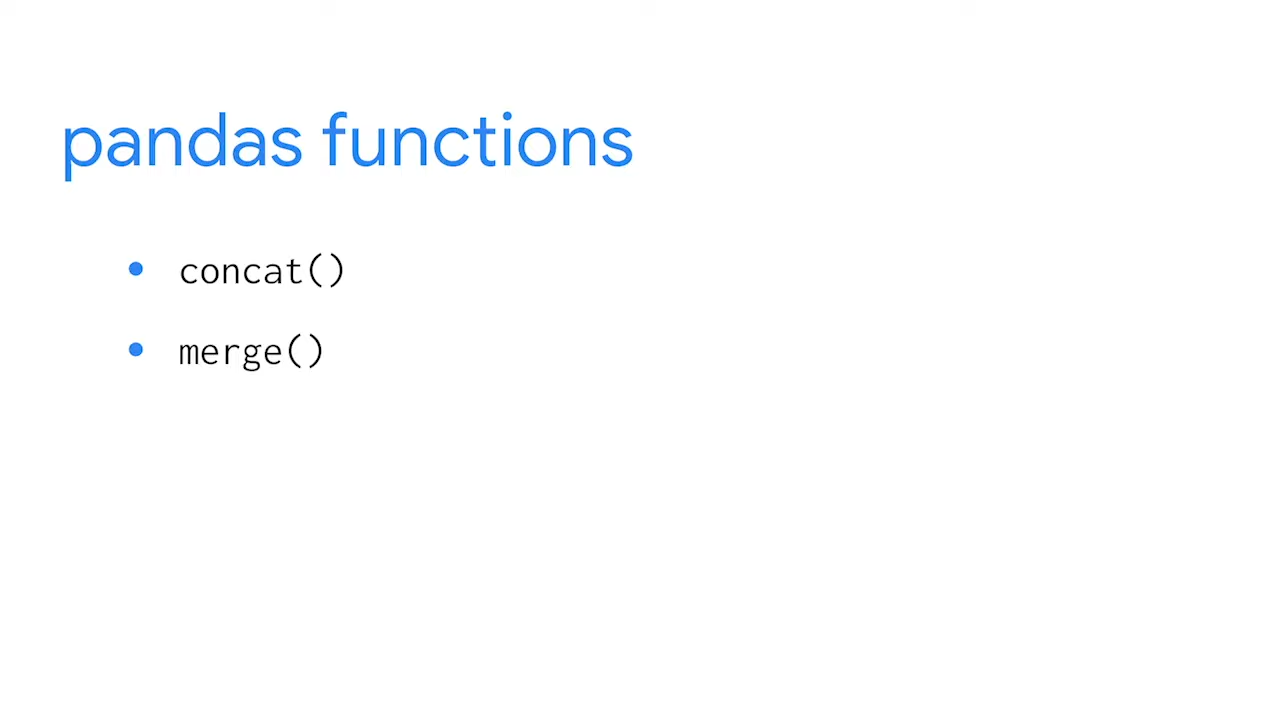 pandas functions
• concat()
• merge()